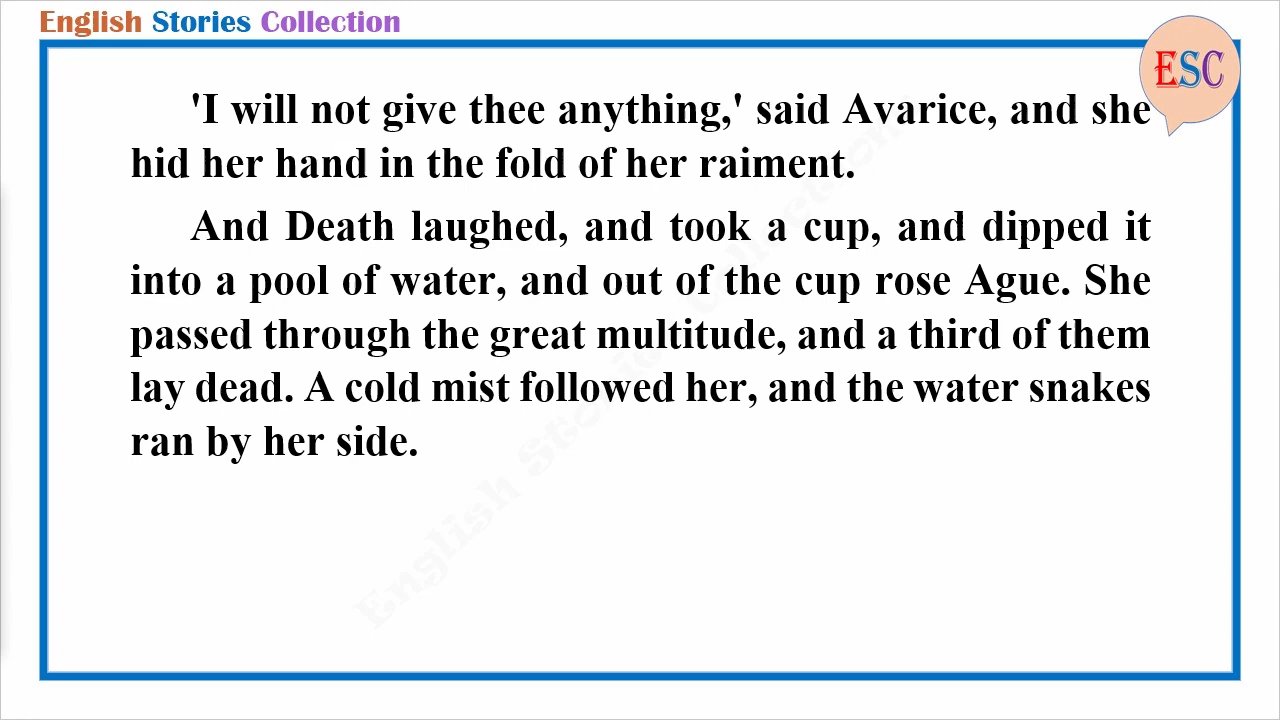 English Stories Collection
ESC
'I will not give thee anything,' said Avarice, and she
hid her hand in the fold of her raiment.
And Death laughed, and took a cup, and dipped it
into a pool of water, and out of the cup rose Ague. She
passed through the great multitude, and a third of them
lay dead. A cold mist followed her, and the water snakes
ran by her side.
English Stories Collection